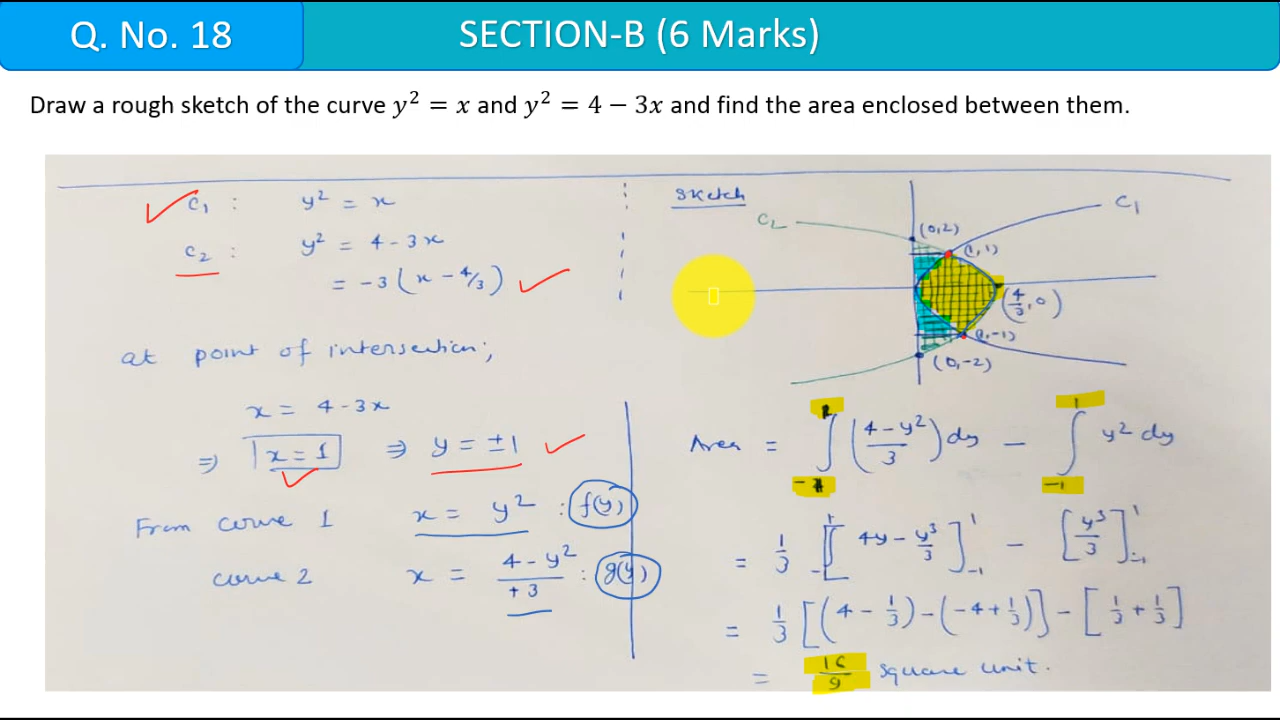 Q. No. 18
SECTION-B (6 Marks)
Draw a rough sketch of the curve y² = x and y² = 4 − 3x and find the area enclosed between them.
C₁ : y² = x
C₂ : y² = 4 - 3x
= -3 (x - 4/3)
at point of intersection;
x = 4 - 3x
⇒ x = 1 ⇒ y = ±1
From curve 1 x = y² : f(y)
curve 2 x = (4 - y²)/+3 : g(y)
Sketch
C₂
C₁
(0,2)
(1,1)
(4/3, 0)
(1,-1)
(0,-2)
Area = ∫₋₁¹ ((4 - y²)/3) dy - ∫₋₁¹ y² dy
= 1/3 [4y - y³/3]₋₁¹ - [y³/3]₋₁¹
= 1/3 [(4 - 1/3) - (-4 + 1/3)] - [1/3 + 1/3]
= 16/9 square unit.